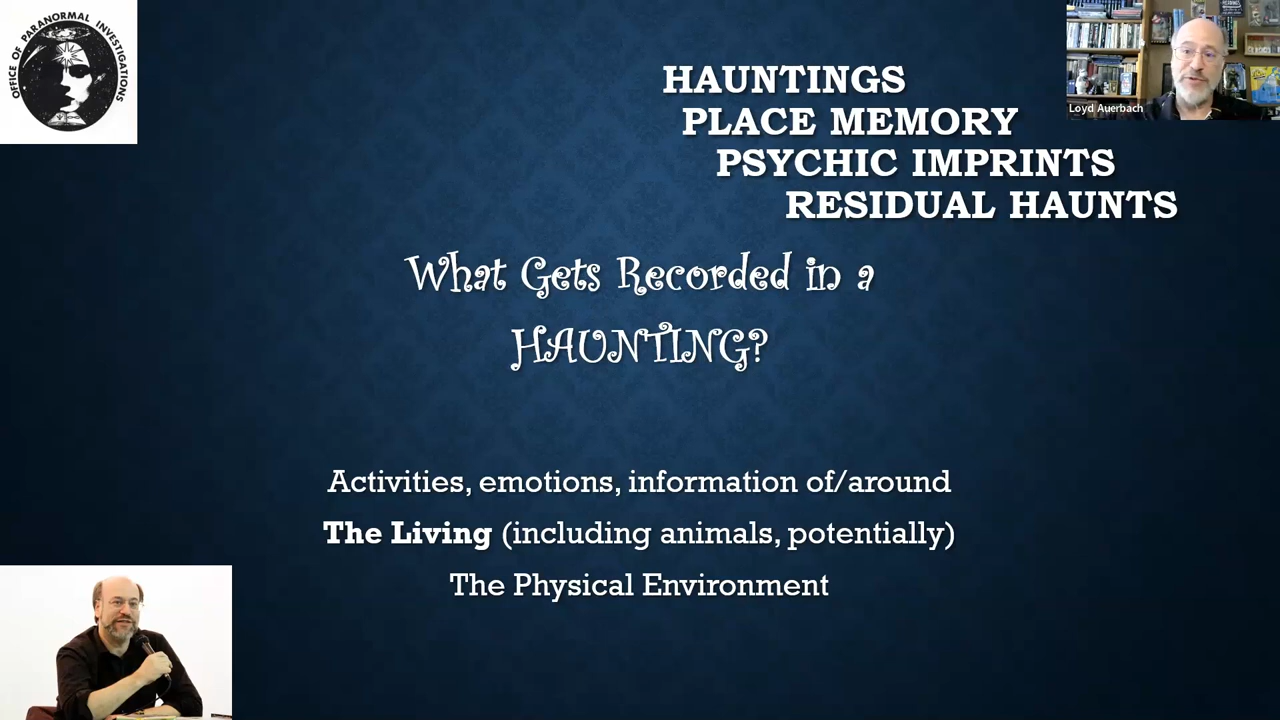 OFFICE OF PARANORMAL INVESTIGATIONS
HAUNTINGS
PLACE MEMORY
PSYCHIC IMPRINTS
RESIDUAL HAUNTS
Loyd Auerbach
What Gets Recorded in a
HAUNTING?
Activities, emotions, information of/around
The Living (including animals, potentially)
The Physical Environment